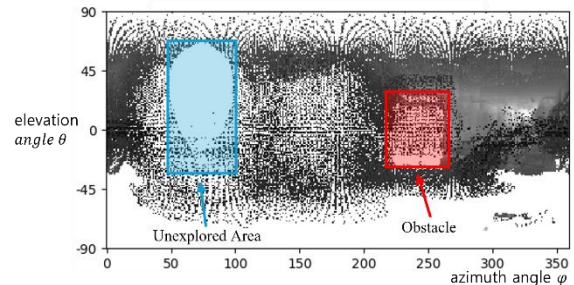 90
45
elevation
angle θ
0
-45
Unexplored Area
Obstacle
-90
0 50 100 150 200 250 300 350
azimuth angle φ